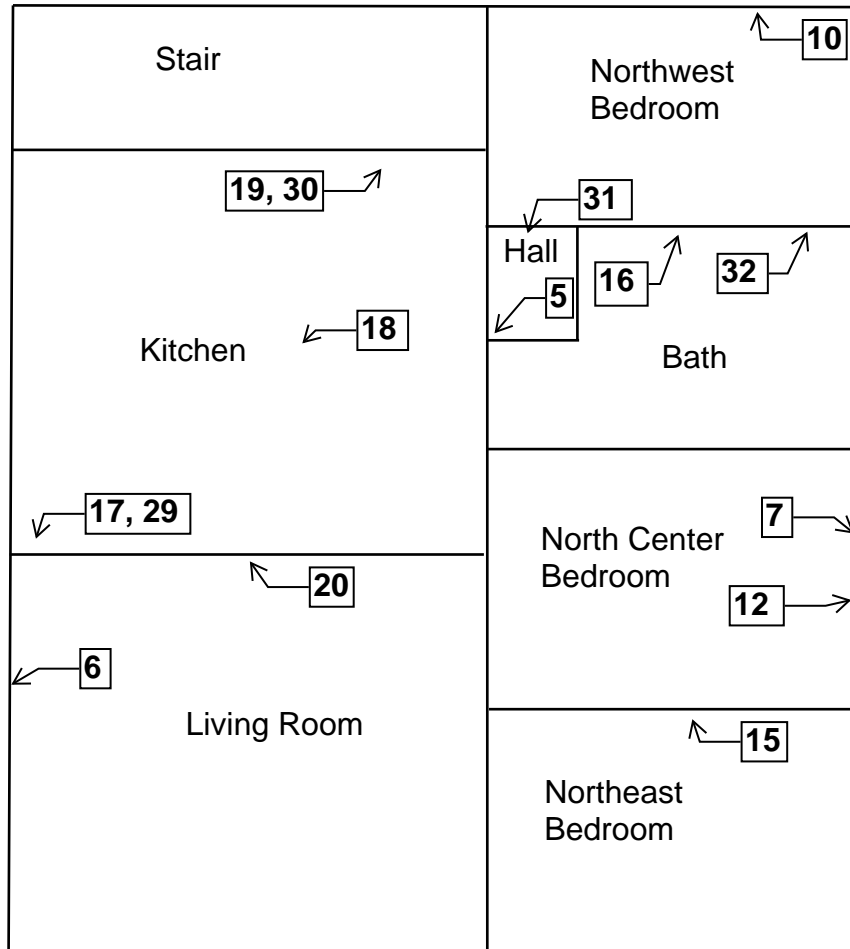 Stair
10
Northwest
Bedroom
19, 30
31
Hall
16
32
5
18
Kitchen
Bath
17, 29
7
North Center
Bedroom
20
12
6
Living Room
15
Northeast
Bedroom